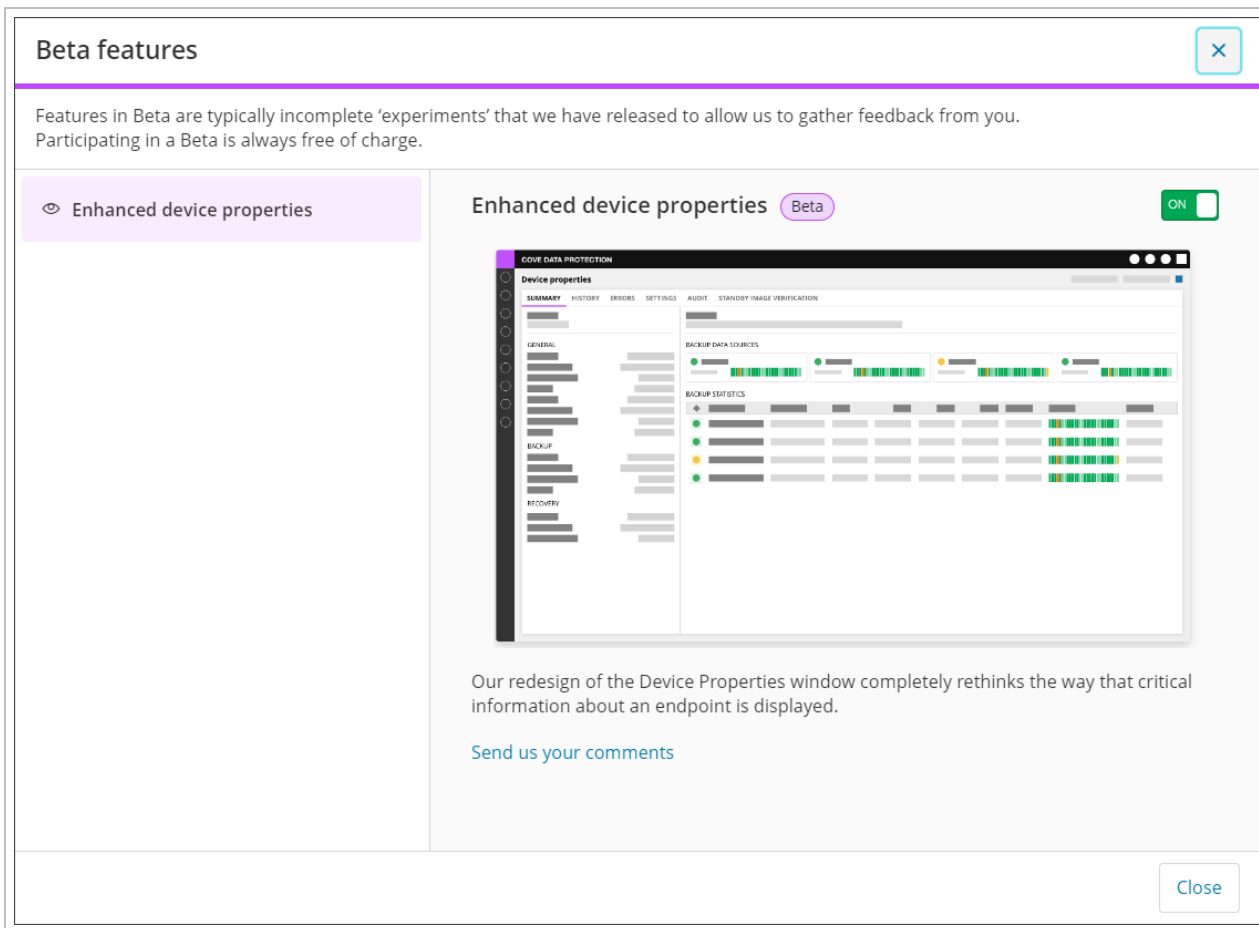 Beta features
Features in Beta are typically incomplete ‘experiments’ that we have released to allow us to gather feedback from you.
Participating in a Beta is always free of charge.
Enhanced device properties
Enhanced device properties Beta
ON
COVE DATA PROTECTION
Device properties
SUMMARY HISTORY ERRORS SETTINGS AUDIT STANDBY IMAGE VERIFICATION
GENERAL
BACKUP DATA SOURCES
BACKUP STATISTICS
BACKUP
RECOVERY
Our redesign of the Device Properties window completely rethinks the way that critical
information about an endpoint is displayed.
Send us your comments
Close